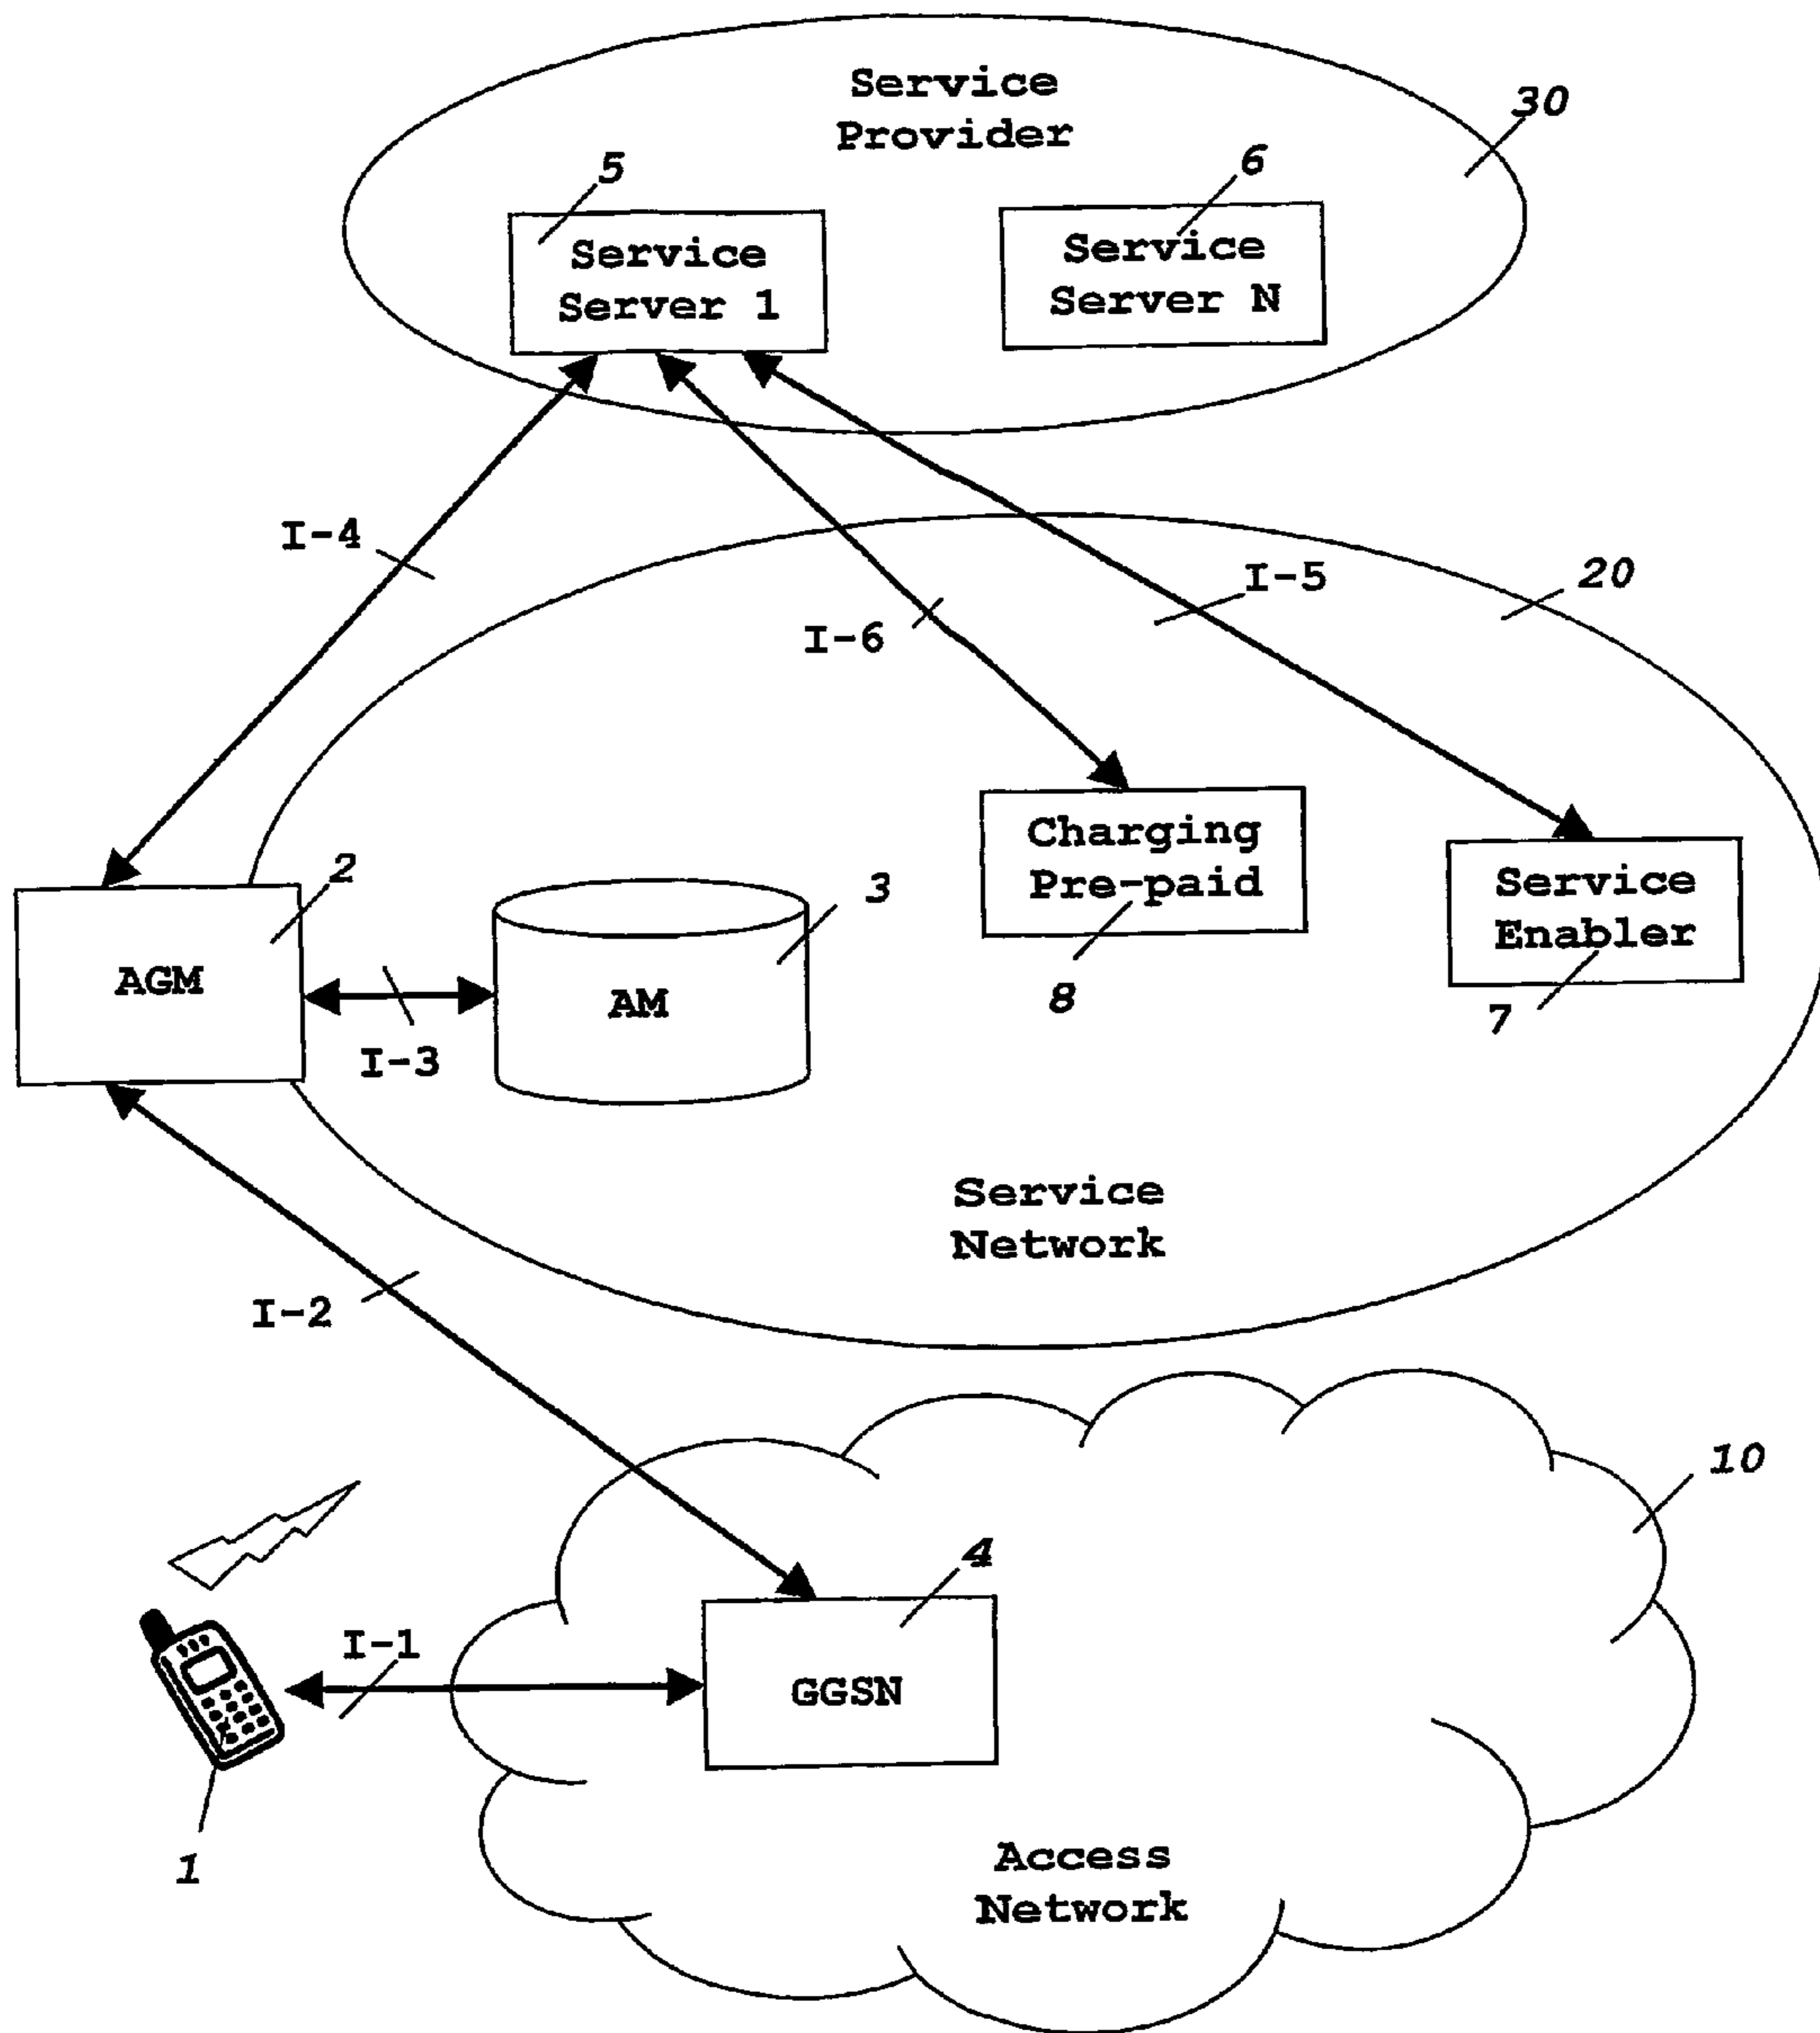 Service
Provider
30
5
6
Service
Server 1
Service
Server N
I-4
I-6
I-5
20
2
AGM
I-3
3
AM
Charging
Pre-paid
8
Service
Enabler
7
Service
Network
I-2
10
4
I-1
GGSN
1
Access
Network